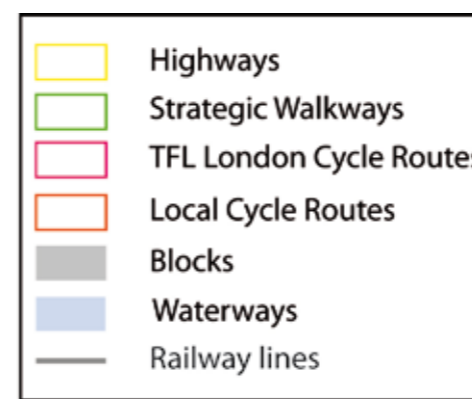 Highways
Strategic Walkways
TFL London Cycle Routes
Local Cycle Routes
Blocks
Waterways
Railway lines